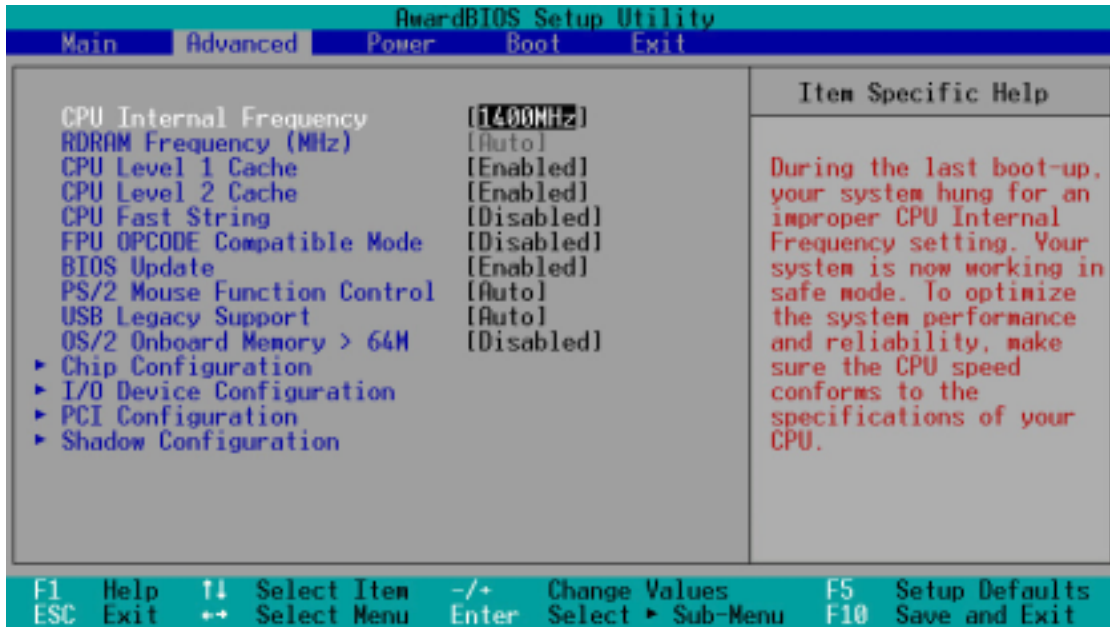 AwardBIOS Setup Utility
Main Advanced Power Boot Exit
CPU Internal Frequency [1400MHz]
RDRAM Frequency (MHz) [Auto]
CPU Level 1 Cache [Enabled]
CPU Level 2 Cache [Enabled]
CPU Fast String [Disabled]
FPU OPCODE Compatible Mode [Disabled]
BIOS Update [Enabled]
PS/2 Mouse Function Control [Auto]
USB Legacy Support [Auto]
OS/2 Onboard Memory > 64M [Disabled]
► Chip Configuration
► I/O Device Configuration
► PCI Configuration
► Shadow Configuration
Item Specific Help
During the last boot-up,
your system hung for an
improper CPU Internal
Frequency setting. Your
system is now working in
safe mode. To optimize
the system performance
and reliability, make
sure the CPU speed
conforms to the
specifications of your
CPU.
F1 Help ↑↓ Select Item -/+ Change Values F5 Setup Defaults
ESC Exit ←→ Select Menu Enter Select ► Sub-Menu F10 Save and Exit